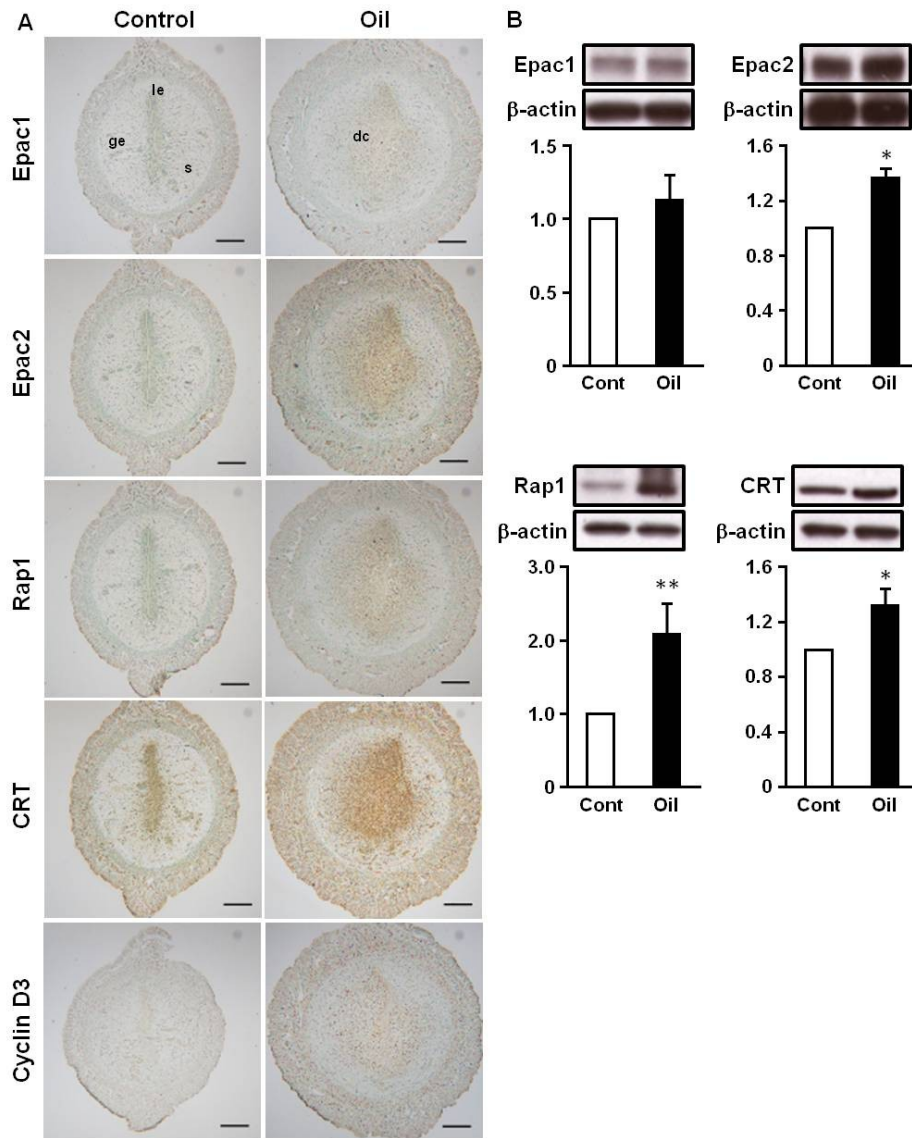 A
Control
Oil
B
Epac1
le
ge
s
dc
Epac2
Rap1
CRT
Cyclin D3
Epac1
β-actin
1.5
1.0
0.5
0
Cont Oil
Epac2
β-actin
1.6
1.2
0.8
0.4
0
*
Cont Oil
Rap1
β-actin
3.0
2.0
1.0
0
**
Cont Oil
CRT
β-actin
1.6
1.2
0.8
0.4
0
*
Cont Oil